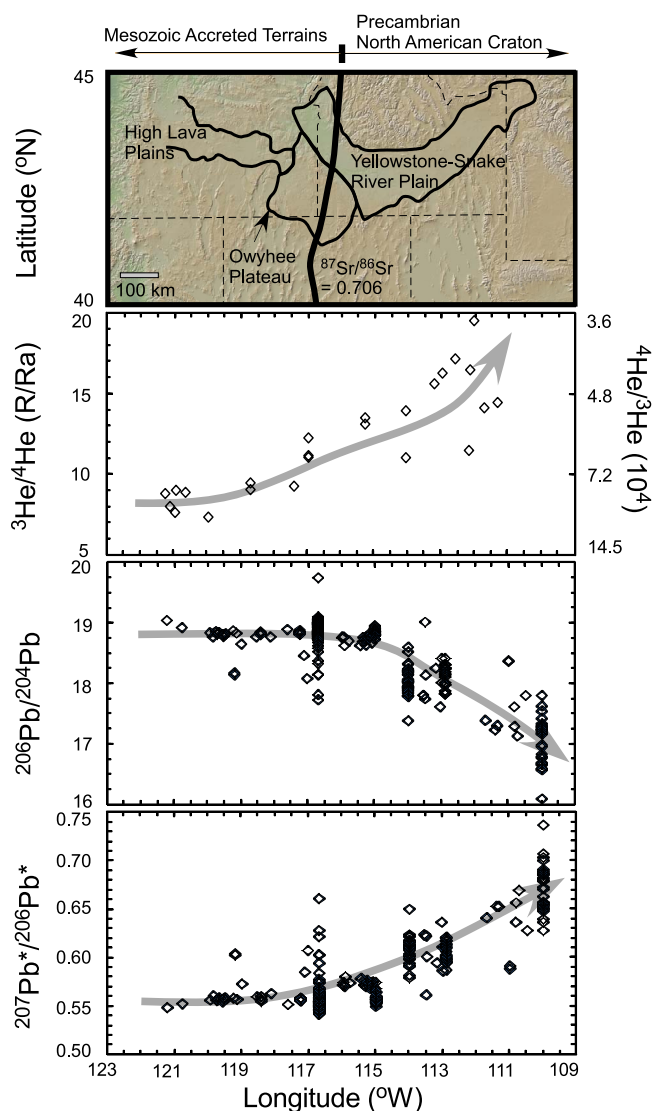 Mesozoic Accreted Terrains
Precambrian
North American Craton
45
40
Latitude (ºN)
High Lava
Plains
Yellowstone-Snake
River Plain
Owyhee
Plateau
100 km
⁸⁷Sr/⁸⁶Sr
= 0.706
20
15
10
5
³He/⁴He (R/Ra)
3.6
4.8
7.2
14.5
⁴He/³He (10⁴)
20
19
18
17
16
²⁰⁶Pb/²⁰⁴Pb
0.75
0.70
0.65
0.60
0.55
0.50
²⁰⁷Pb*/²⁰⁶Pb*
123 121 119 117 115 113 111 109
Longitude (ºW)